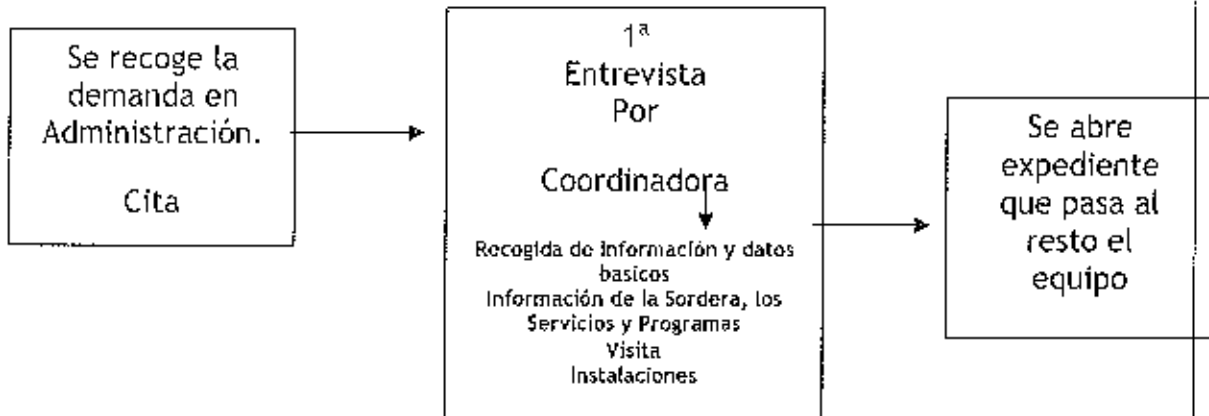 Se recoge la
demanda en
Administración.
Cita
1ª
Entrevista
Por
Coordinadora
Recogida de información y datos
basicos
Información de la Sordera, los
Servicios y Programas
Visita
Instalaciones
Se abre
expediente
que pasa al
resto el
equipo